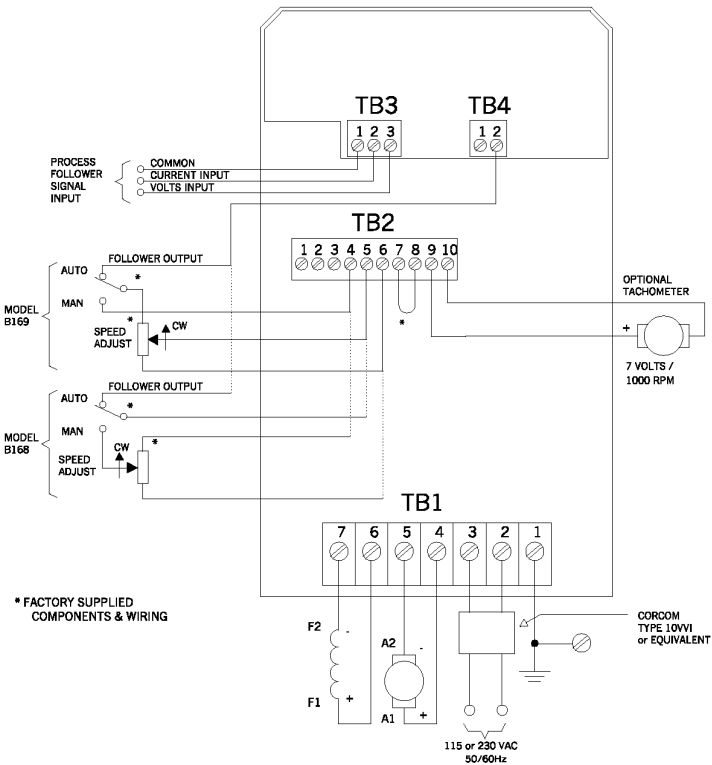 TB3
TB4
1 2 3
1 2
PROCESS
FOLLOWER
SIGNAL
INPUT
COMMON
CURRENT INPUT
VOLTS INPUT
TB2
1 2 3 4 5 6 7 8 9 10
*
MODEL
B169
AUTO
FOLLOWER OUTPUT
*
MAN
*
SPEED
ADJUST
CW
OPTIONAL
TACHOMETER
+
7 VOLTS /
1000 RPM
MODEL
B168
AUTO
FOLLOWER OUTPUT
*
MAN
CW
*
SPEED
ADJUST
TB1
7 6 5 4 3 2 1
* FACTORY SUPPLIED
COMPONENTS & WIRING
F2
-
F1
+
A2
-
A1
+
CORCOM
TYPE 10VVI
or EQUIVALENT
115 or 230 VAC
50/60Hz